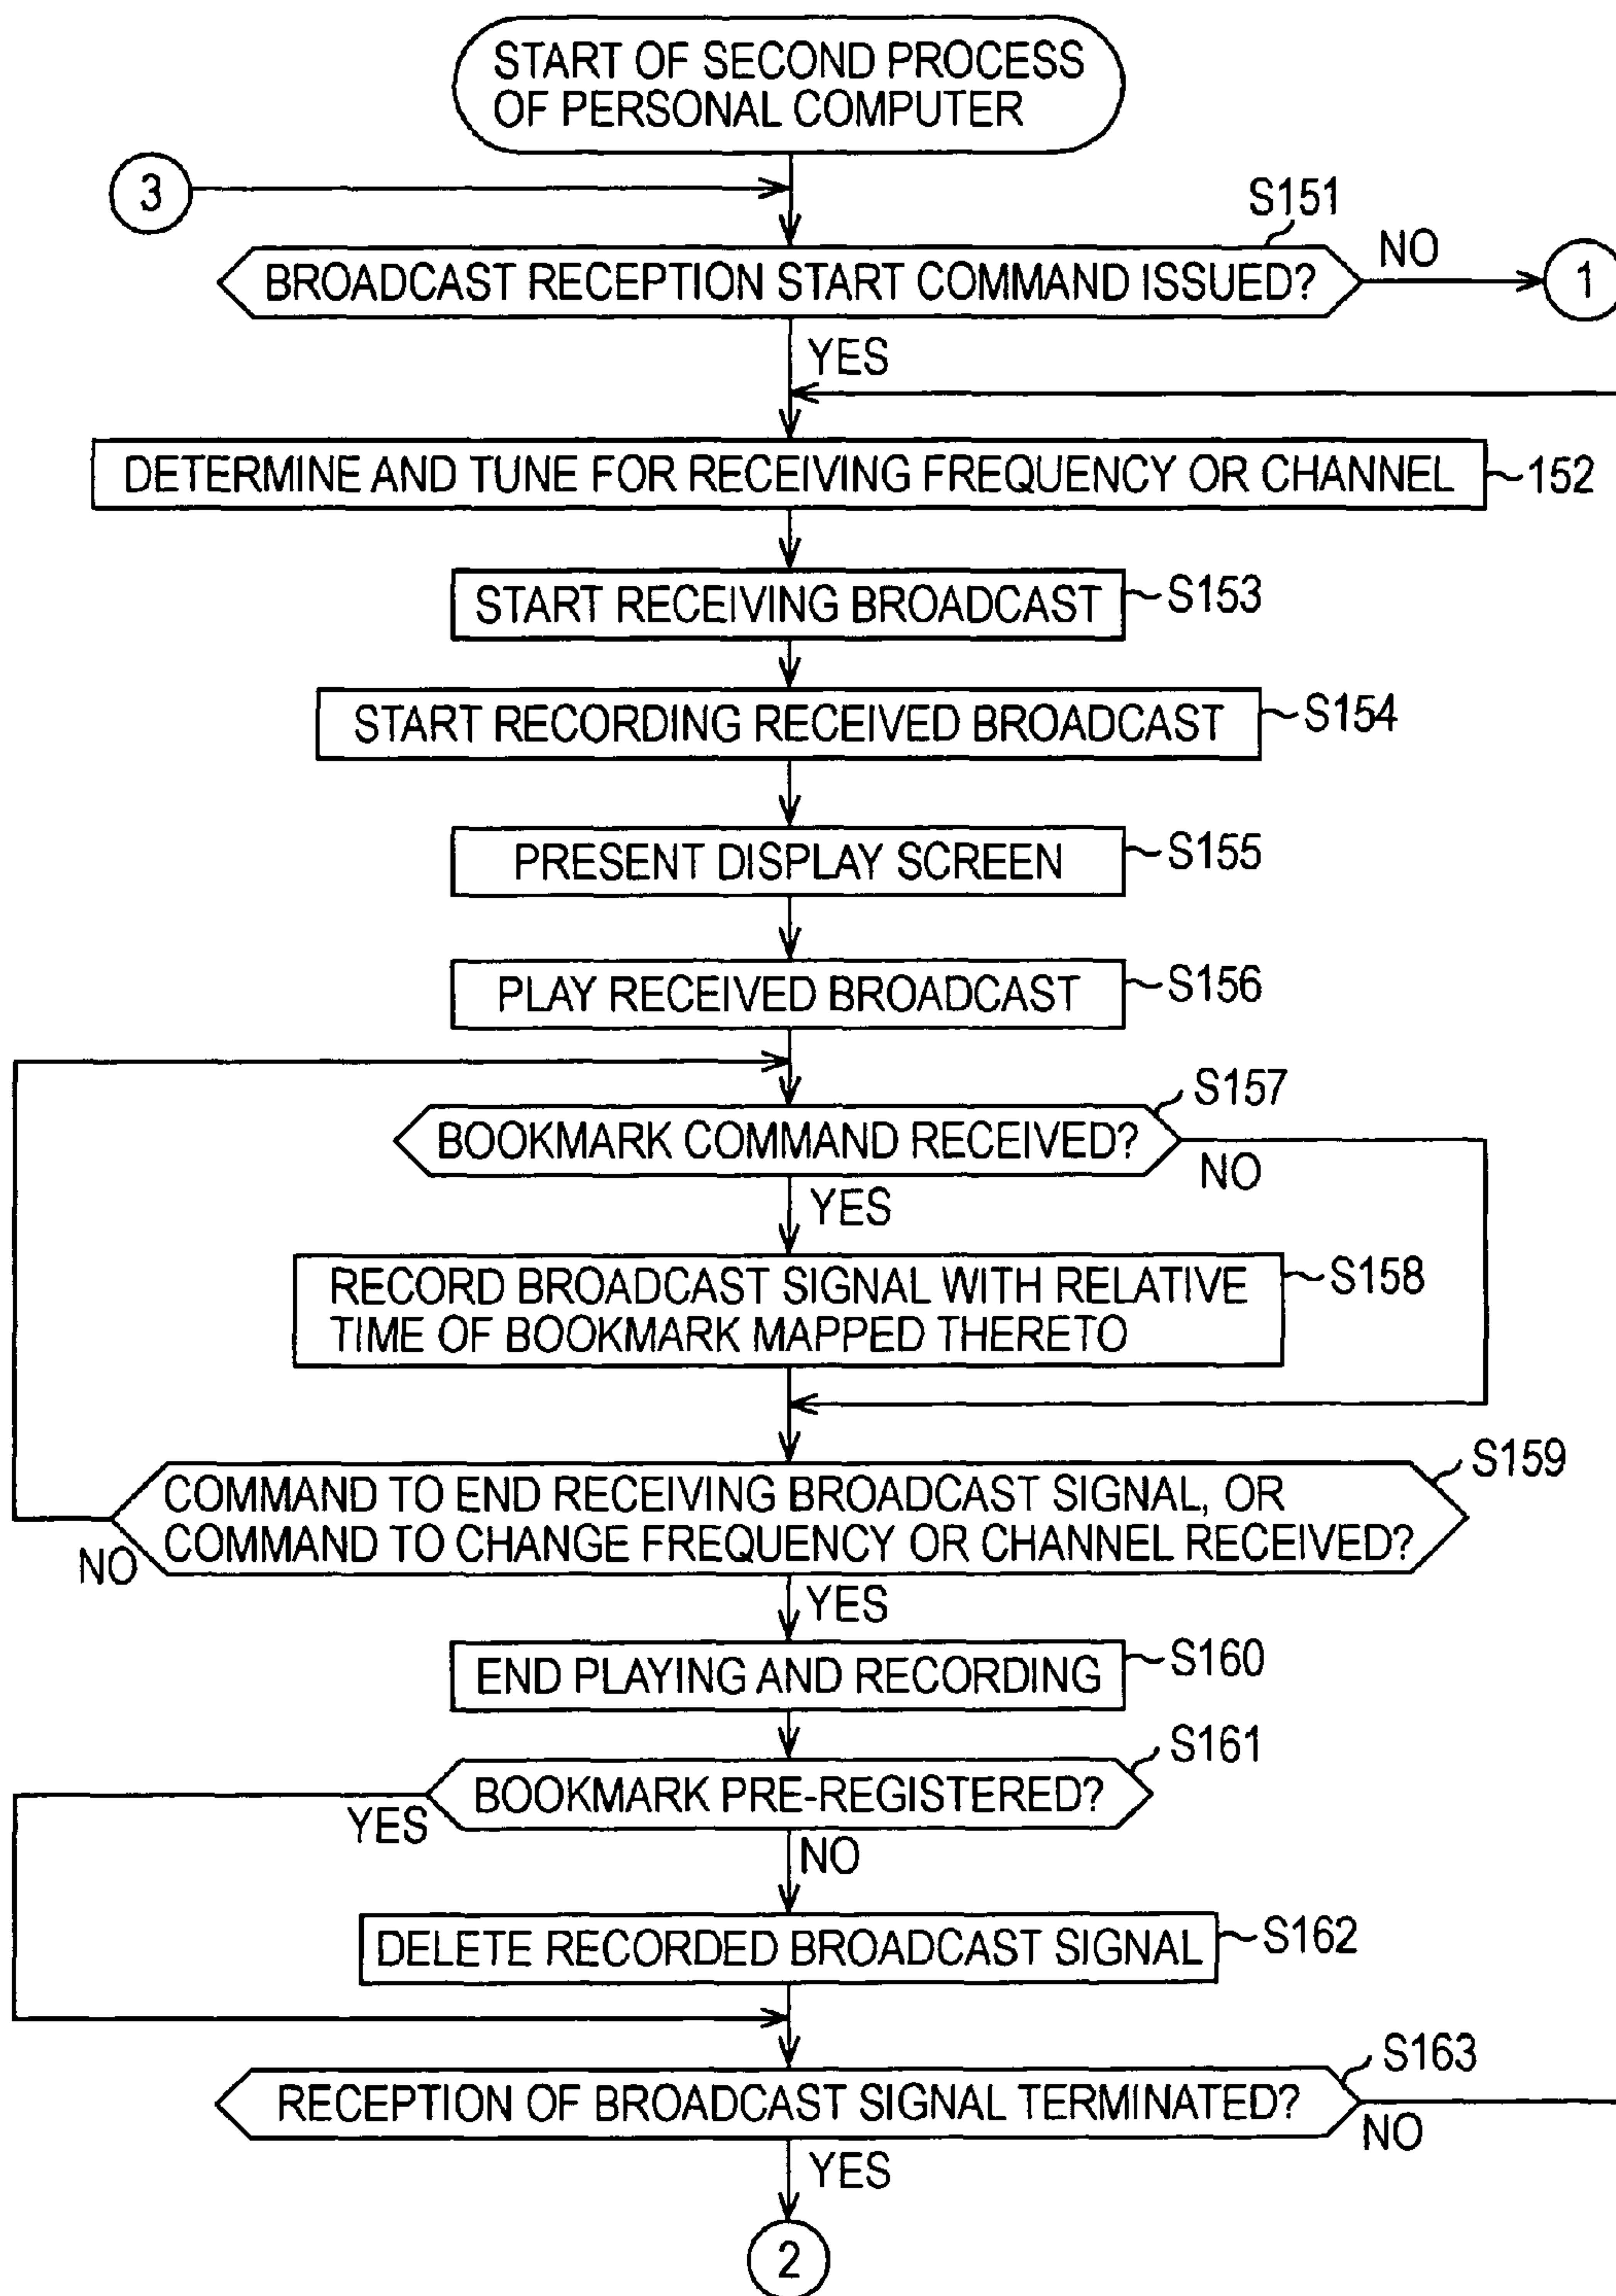 START OF SECOND PROCESS
OF PERSONAL COMPUTER
3
S151
BROADCAST RECEPTION START COMMAND ISSUED?
NO
1
YES
DETERMINE AND TUNE FOR RECEIVING FREQUENCY OR CHANNEL
152
START RECEIVING BROADCAST
S153
START RECORDING RECEIVED BROADCAST
S154
PRESENT DISPLAY SCREEN
S155
PLAY RECEIVED BROADCAST
S156
S157
BOOKMARK COMMAND RECEIVED?
NO
YES
RECORD BROADCAST SIGNAL WITH RELATIVE
TIME OF BOOKMARK MAPPED THERETO
S158
S159
COMMAND TO END RECEIVING BROADCAST SIGNAL, OR
COMMAND TO CHANGE FREQUENCY OR CHANNEL RECEIVED?
NO
YES
END PLAYING AND RECORDING
S160
S161
BOOKMARK PRE-REGISTERED?
YES
NO
DELETE RECORDED BROADCAST SIGNAL
S162
S163
RECEPTION OF BROADCAST SIGNAL TERMINATED?
NO
YES
2